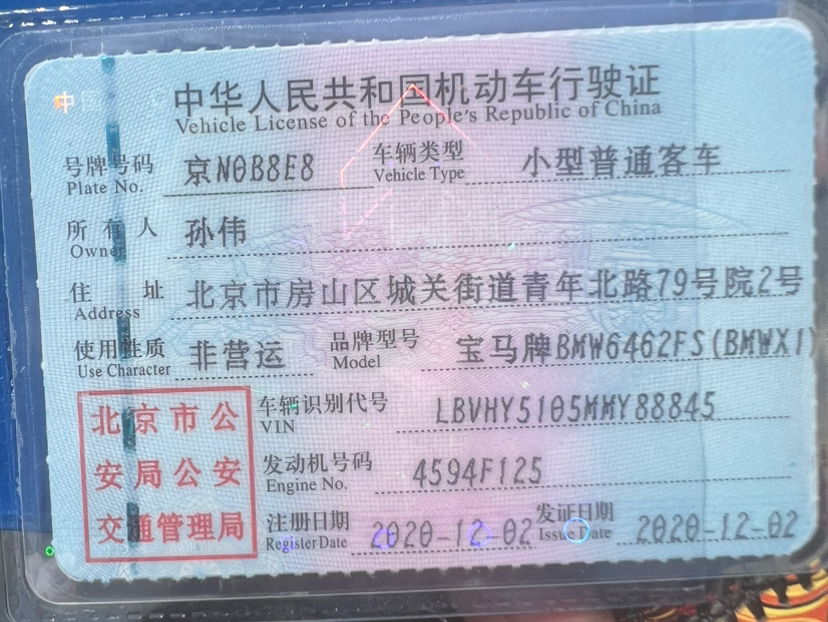 中华人民共和国机动车行驶证
Vehicle License of the People's Republic of China
号牌号码 京N0B8E8 车辆类型 小型普通客车
Plate No. Vehicle Type
所有人 孙伟
Owner
住址 北京市房山区城关街道青年北路79号院2号
Address
使用性质 非营运 品牌型号 宝马牌BMW6462FS(BMWX1)
Use Character Model
北京市公
安局公安
交通管理局
车辆识别代号 LBVHY5105MMY88845
VIN
发动机号码 4594F125
Engine No.
注册日期 2020-12-02 发证日期 2020-12-02
Register Date Issue Date